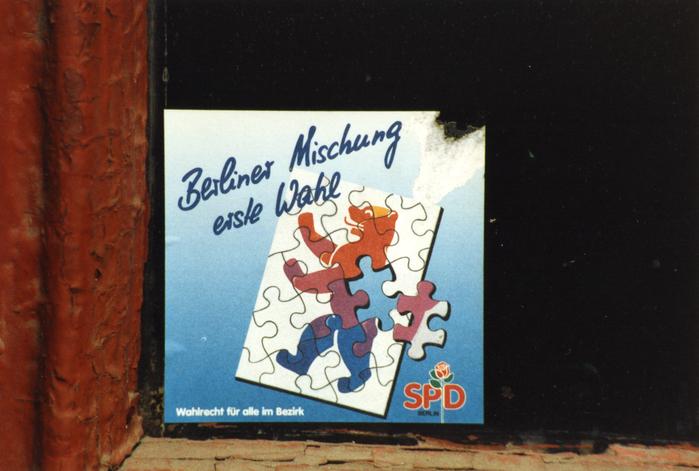 Berliner Mischung
erste Wahl
Wahlrecht für alle im Bezirk
SPD
BERLIN